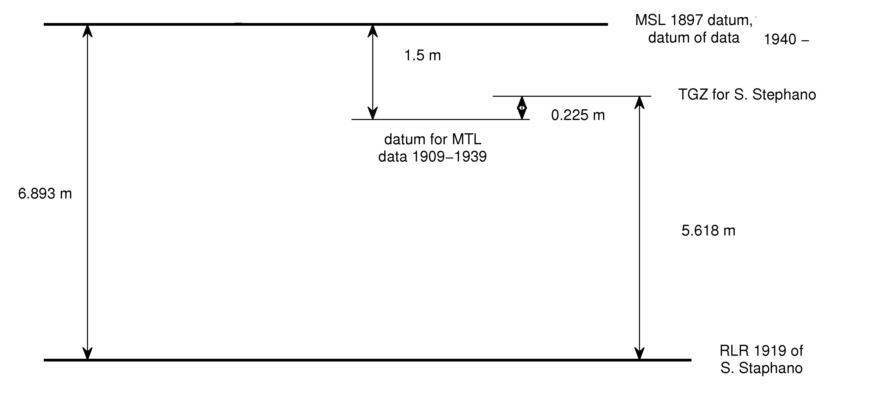 MSL 1897 datum,
datum of data 1940 –
1.5 m
TGZ for S. Stephano
0.225 m
datum for MTL
data 1909–1939
6.893 m
5.618 m
RLR 1919 of
S. Staphano